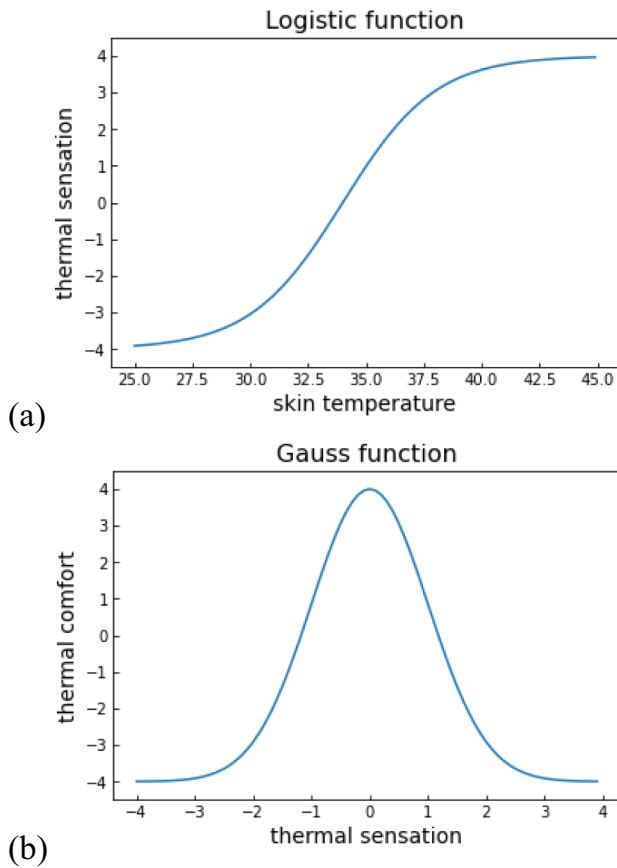 Logistic function
4
3
2
1
0
−1
−2
−3
−4
thermal sensation
25.0 27.5 30.0 32.5 35.0 37.5 40.0 42.5 45.0
skin temperature
(a)
Gauss function
4
3
2
1
0
−1
−2
−3
−4
thermal comfort
−4 −3 −2 −1 0 1 2 3 4
thermal sensation
(b)